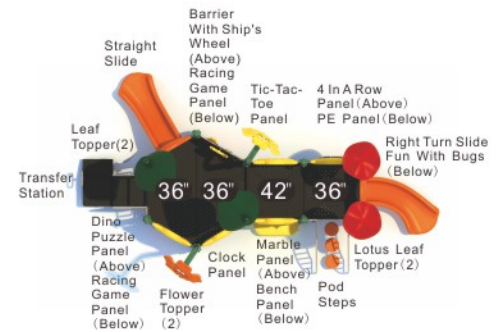 Barrier
With Ship's
Wheel
(Above)
Racing
Game
Panel
(Below)
Straight
Slide
Tic-Tac-
Toe
Panel
4 In A Row
Panel (Above)
PE Panel (Below)
Leaf
Topper(2)
Right Turn Slide
Fun With Bugs
(Below)
Transfer
Station
36" 36" 42" 36"
Dino
Puzzle
Panel
(Above)
Racing
Game
Panel
(Below)
Flower
Topper
(2)
Clock
Panel
Marble
Panel
(Above)
Bench
Panel
(Below)
Pod
Steps
Lotus Leaf
Topper (2)